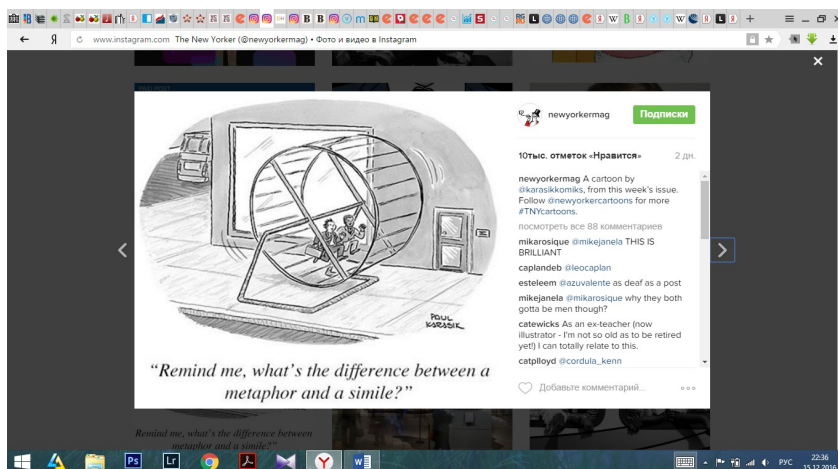 www.instagram.com The New Yorker (@newyorkermag) • Фото и видео в Instagram
newyorkermag
Подписки
10тыс. отметок «Нравится» 2 дн.
newyorkermag A cartoon by
@karasikkomiks, from this week's issue.
Follow @newyorkercartoons for more
#TNYcartoons.
посмотреть все 88 комментариев
mikarosique @mikejanela THIS IS
BRILLIANT
caplandeb @leocaplan
esteleem @azuvalente as deaf as a post
mikejanela @mikarosique why they both
gotta be men though?
catewicks As an ex-teacher (now
illustrator - I'm not so old as to be retired
yet!) I can totally relate to this.
catplloyd @cordula_kenn
Добавьте комментарий...
PAUL
KARASIK
"Remind me, what's the difference between a
metaphor and a simile?"
Remind me, what's the difference between
metaphor and a simile?"
Ps
Lr
РУС
22:36